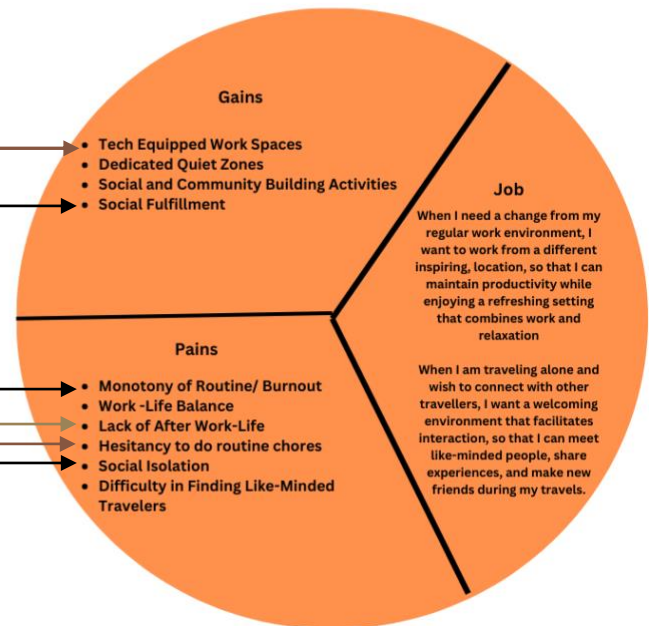 Gains
• Tech Equipped Work Spaces
• Dedicated Quiet Zones
• Social and Community Building Activities
• Social Fulfillment
Job
When I need a change from my
regular work environment, I
want to work from a different
inspiring, location, so that I can
maintain productivity while
enjoying a refreshing setting
that combines work and
relaxation
When I am traveling alone and
wish to connect with other
travellers, I want a welcoming
environment that facilitates
interaction, so that I can meet
like-minded people, share
experiences, and make new
friends during my travels.
Pains
• Monotony of Routine/ Burnout
• Work -Life Balance
• Lack of After Work-Life
• Hesitancy to do routine chores
• Social Isolation
• Difficulty in Finding Like-Minded
Travelers